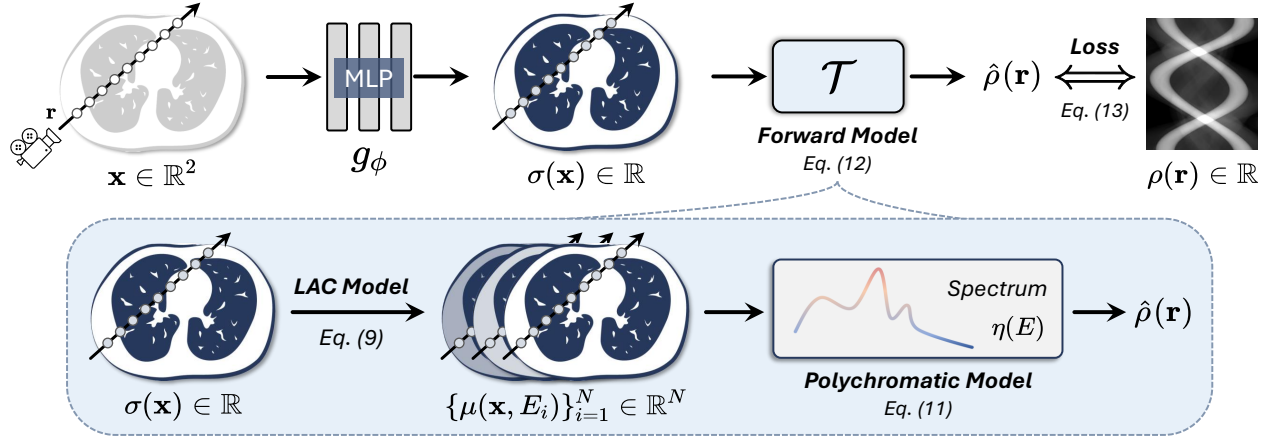 r
x ∈ ℝ²
MLP
g_ϕ
σ(x) ∈ ℝ
𝒯
Forward Model
Eq. (12)
ρ̂(r)
Loss
Eq. (13)
ρ(r) ∈ ℝ
σ(x) ∈ ℝ
LAC Model
Eq. (9)
{μ(x, E_i)}_{i=1}^N ∈ ℝ^N
Spectrum
η(E)
Polychromatic Model
Eq. (11)
ρ̂(r)